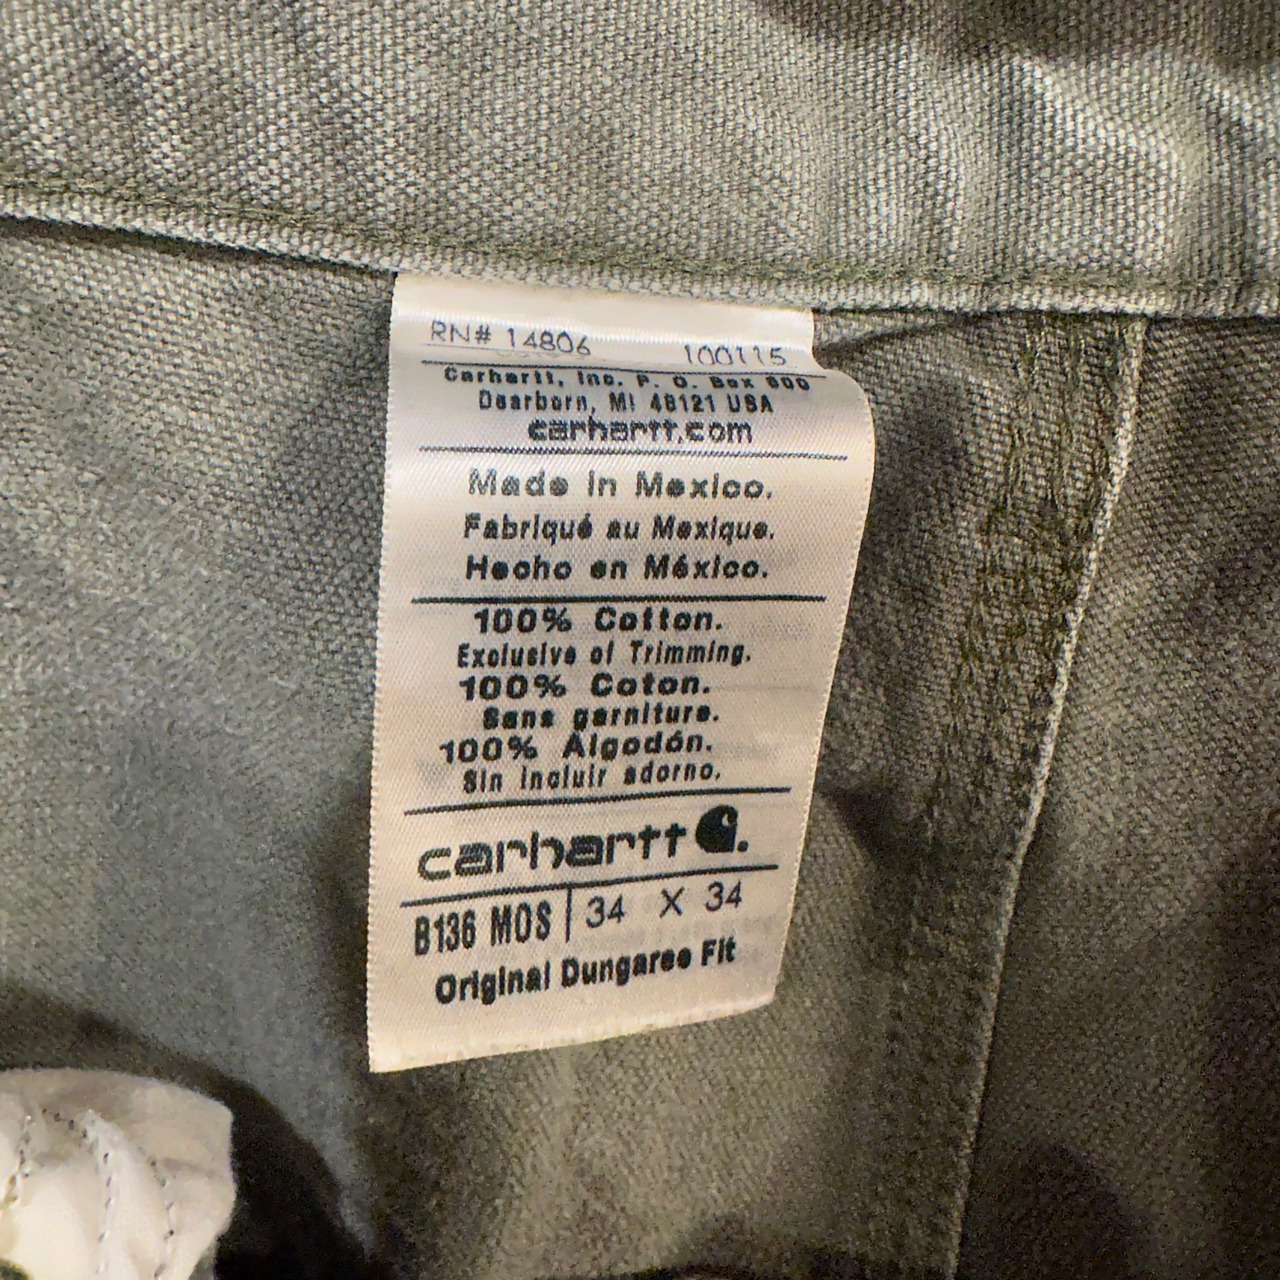 RN# 14806 100115
Carhartt, Inc. P. O. Box 600
Dearborn, MI 48121 USA
carhartt.com
Made in Mexico.
Fabriqué au Mexique.
Hecho en México.
100% Cotton.
Exclusive of Trimming.
100% Coton.
Sans garniture.
100% Algodón.
Sin incluir adorno.
carhartt
B136 MOS | 34 X 34
Original Dungaree Fit